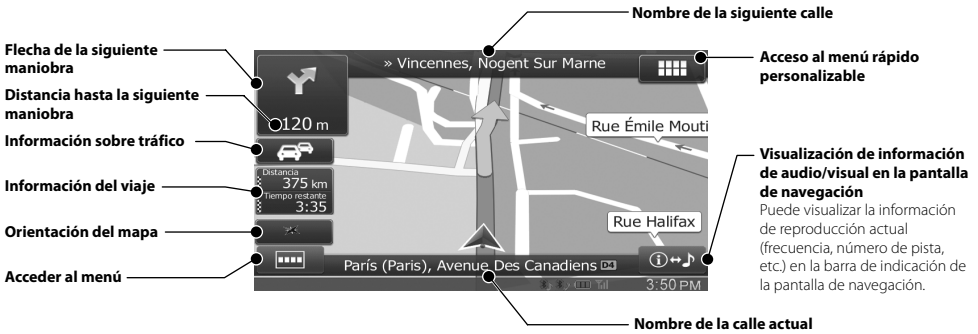 Nombre de la siguiente calle
Flecha de la siguiente
maniobra
Distancia hasta la siguiente
maniobra
Información sobre tráfico
Información del viaje
Orientación del mapa
Acceder al menú
» Vincennes, Nogent Sur Marne
120 m
Distancia
375 km
Tiempo restante
3:35
Rue Émile Mouti
Rue Halifax
París (Paris), Avenue Des Canadiens D4
3:50 PM
Acceso al menú rápido
personalizable
Visualización de información
de audio/visual en la pantalla
de navegación
Puede visualizar la información
de reproducción actual
(frecuencia, número de pista,
etc.) en la barra de indicación de
la pantalla de navegación.
Nombre de la calle actual